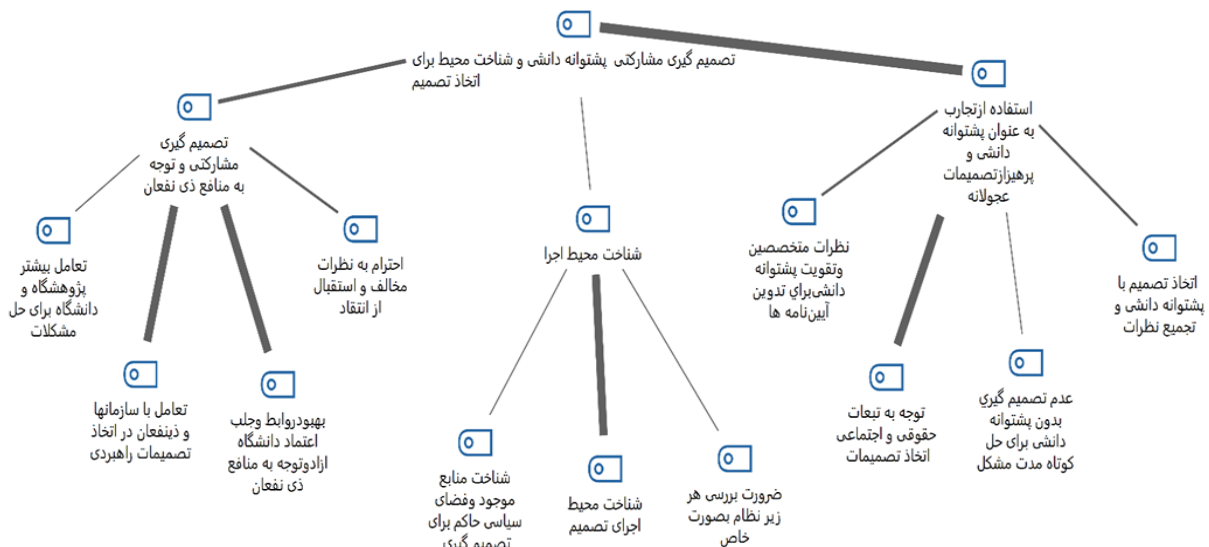 تصمیم گیری مشارکتی پشتوانه دانشی و شناخت محیط برای
اتخاذ تصمیم
استفاده ازتجارب
به عنوان پشتوانه
دانشی و
پرهیزازتصمیمات
عجولانه
تصمیم گیری
مشارکتی و توجه
به منافع ذی نفعان
شناخت محیط اجرا
اتخاذ تصمیم با
پشتوانه دانشی و
تجمیع نظرات
عدم تصمیم گیري
بدون پشتوانه
دانشی برای حل
کوتاه مدت مشکل
توجه به تبعات
حقوقی و اجتماعی
اتخاذ تصمیمات
نظرات متخصصین
وتقویت پشتوانه
دانشی‌براي تدوین
آیین‌نامه ها
ضرورت بررسی هر
زیر نظام بصورت
خاص
شناخت محیط
اجرای تصمیم
شناخت منابع
موجود وفضای
سیاسی حاکم برای
تصمیم گیری
احترام به نظرات
مخالف و استقبال
از انتقاد
بهبودروابط وجلب
اعتماد دانشگاه
ازادوتوجه به منافع
ذی نفعان
تعامل با سازمانها
و ذینفعان در اتخاذ
تصمیمات راهبردی
تعامل بیشتر
پژوهشگاه و
دانشگاه برای حل
مشکلات